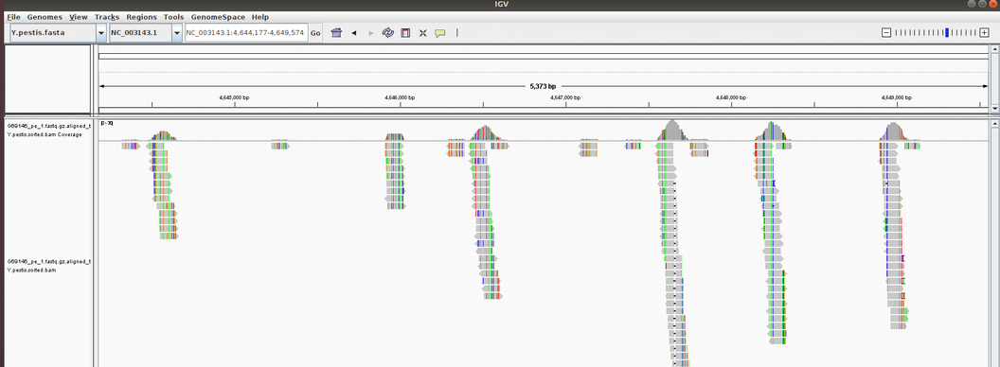 IGV
File Genomes View Tracks Regions Tools GenomeSpace Help
Y.pestis.fasta NC_003143.1 NC_003143.1:4,644,177-4,649,574 Go
5,373 bp
4,645,000 bp 4,646,000 bp 4,647,000 bp 4,648,000 bp 4,649,000 bp
069146_pe_1.fastq.gz.aligned_t
Y.pestis.sorted.bam Coverage
069146_pe_1.fastq.gz.aligned_t
Y.pestis.sorted.bam